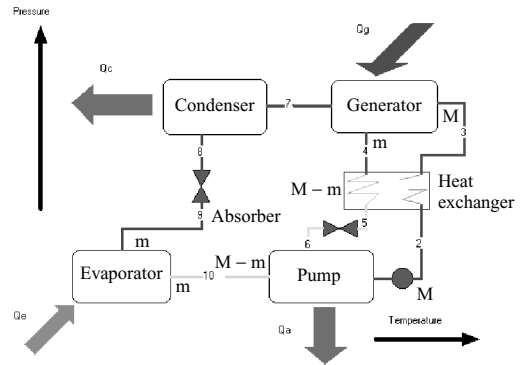 Pressure
Qg
Qc
Condenser
7
Generator
M
3
8
4
m
M – m
Heat
exchanger
9
Absorber
5
6
2
m
M – m
Evaporator
m
10
Pump
M
Qe
Qa
Temperature